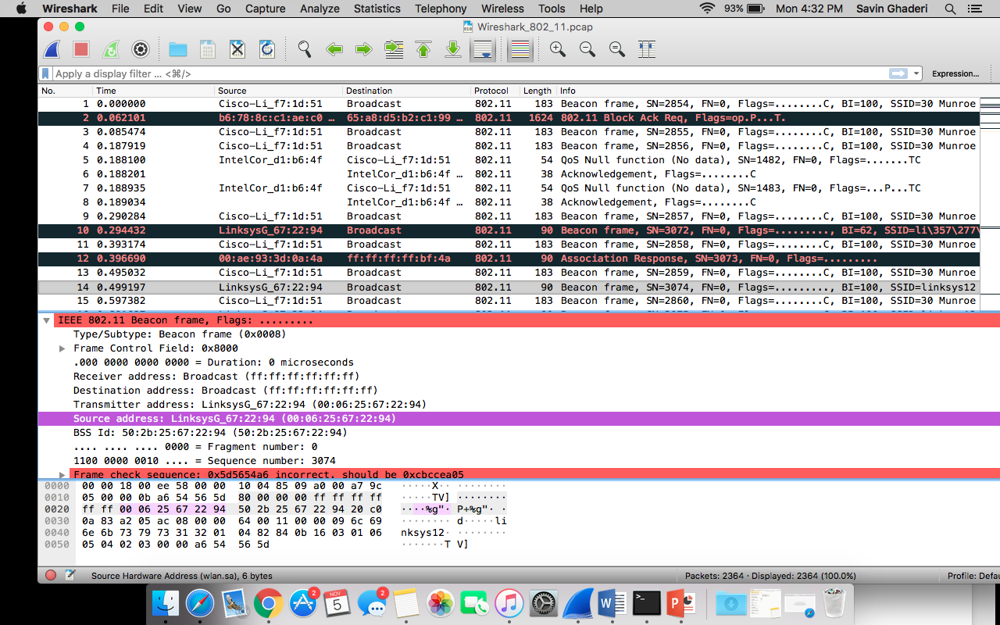 Wireshark File Edit View Go Capture Analyze Statistics Telephony Wireless Tools Help 93% Mon 4:32 PM Savin Ghaderi
Wireshark_802_11.pcap
Apply a display filter ... <⌘/> Expression...
No. Time Source Destination Protocol Length Info
1 0.000000 Cisco-Li_f7:1d:51 Broadcast 802.11 183 Beacon frame, SN=2854, FN=0, Flags=........C, BI=100, SSID=30 Munroe
2 0.062101 b6:78:8c:c1:ae:c0 … 65:a8:d5:b2:c1:99 … 802.11 1624 802.11 Block Ack Req, Flags=op.P...T.
3 0.085474 Cisco-Li_f7:1d:51 Broadcast 802.11 183 Beacon frame, SN=2855, FN=0, Flags=........C, BI=100, SSID=30 Munroe
4 0.187919 Cisco-Li_f7:1d:51 Broadcast 802.11 183 Beacon frame, SN=2856, FN=0, Flags=........C, BI=100, SSID=30 Munroe
5 0.188100 IntelCor_d1:b6:4f Cisco-Li_f7:1d:51 802.11 54 QoS Null function (No data), SN=1482, FN=0, Flags=.......TC
6 0.188201 IntelCor_d1:b6:4f … 802.11 38 Acknowledgement, Flags=........C
7 0.188935 IntelCor_d1:b6:4f Cisco-Li_f7:1d:51 802.11 54 QoS Null function (No data), SN=1483, FN=0, Flags=...P...TC
8 0.189034 IntelCor_d1:b6:4f … 802.11 38 Acknowledgement, Flags=........C
9 0.290284 Cisco-Li_f7:1d:51 Broadcast 802.11 183 Beacon frame, SN=2857, FN=0, Flags=........C, BI=100, SSID=30 Munroe
10 0.294432 LinksysG_67:22:94 Broadcast 802.11 90 Beacon frame, SN=3072, FN=0, Flags=........., BI=62, SSID=li\357\277\
11 0.393174 Cisco-Li_f7:1d:51 Broadcast 802.11 183 Beacon frame, SN=2858, FN=0, Flags=........C, BI=100, SSID=30 Munroe
12 0.396690 00:ae:93:3d:0a:4a ff:ff:ff:ff:bf:4a 802.11 90 Association Response, SN=3073, FN=0, Flags=.........
13 0.495032 Cisco-Li_f7:1d:51 Broadcast 802.11 183 Beacon frame, SN=2859, FN=0, Flags=........C, BI=100, SSID=30 Munroe
14 0.499197 LinksysG_67:22:94 Broadcast 802.11 90 Beacon frame, SN=3074, FN=0, Flags=........., BI=100, SSID=linksys12
15 0.597382 Cisco-Li_f7:1d:51 Broadcast 802.11 183 Beacon frame, SN=2860, FN=0, Flags=........C, BI=100, SSID=30 Munroe
IEEE 802.11 Beacon frame, Flags: .........
Type/Subtype: Beacon frame (0x0008)
Frame Control Field: 0x8000
.000 0000 0000 0000 = Duration: 0 microseconds
Receiver address: Broadcast (ff:ff:ff:ff:ff:ff)
Destination address: Broadcast (ff:ff:ff:ff:ff:ff)
Transmitter address: LinksysG_67:22:94 (00:06:25:67:22:94)
Source address: LinksysG_67:22:94 (00:06:25:67:22:94)
BSS Id: 50:2b:25:67:22:94 (50:2b:25:67:22:94)
.... .... .... 0000 = Fragment number: 0
1100 0000 0010 .... = Sequence number: 3074
Frame check sequence: 0x5d5654a6 incorrect, should be 0xcbccea05
0000 00 00 18 00 ee 58 00 00 10 04 85 09 a0 00 a7 9c ·····X·· ········
0010 05 00 00 0b a6 54 56 5d 80 00 00 00 ff ff ff ff ·····TV] ········
0020 ff ff 00 06 25 67 22 94 50 2b 25 67 22 94 20 c0 ····%g"· P+%g"· ·
0030 0a 83 a2 05 ac 08 00 00 64 00 11 00 00 09 6c 69 ········ d·····li
0040 6e 6b 73 79 73 31 32 01 04 82 84 0b 16 03 01 06 nksys12· ········
0050 05 04 02 03 00 00 a6 54 56 5d ·······T V]
Source Hardware Address (wlan.sa), 6 bytes Packets: 2364 · Displayed: 2364 (100.0%) Profile: Defau
2 NOV 5 2 W >_ P